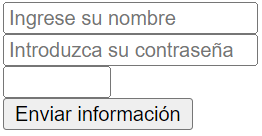 Ingrese su nombre
Introduzca su contraseña
Enviar información